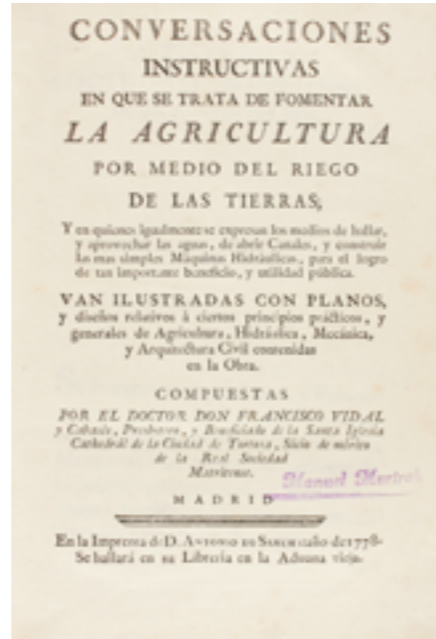 CONVERSACIONES
INSTRUCTIVAS
EN QUE SE TRATA DE FOMENTAR
LA AGRICULTURA
POR MEDIO DEL RIEGO
DE LAS TIERRAS;
Y en quienes igualmente se expresan los medios de hallar,
y aprovechar las aguas, de abrir Canales, y construir
las mas simples Máquinas Hidráulicas, para el logro
de tan importante beneficio, y utilidad pública.
VAN ILUSTRADAS CON PLANOS,
y diseños relativos à ciertos principios prácticos, y
generales de Agricultura, Hidráulica, Mecánica,
y Arquitectura Civil contenidas
en la Obra.
COMPUESTAS
POR EL DOCTOR DON FRANCISCO VIDAL
y Cabasés, Presbytero, y Beneficiado de la Santa Iglesia
Cathedràl de la Ciudad de Tortosa, Sócio de mérito
de la Real Sociedad
Matritense.
Manuel
MADRID
En la Imprenta de D. ANTONIO DE SANCHA año de 1778.
Se hallará en su Librería en la Aduana vieja.